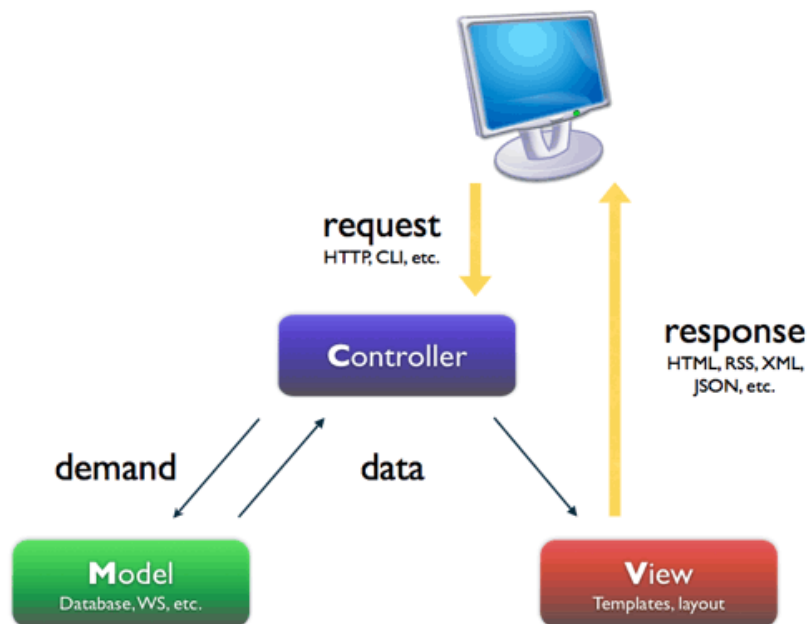 request
HTTP, CLI, etc.
Controller
response
HTML, RSS, XML,
JSON, etc.
demand
data
Model
Database, WS, etc.
View
Templates, layout